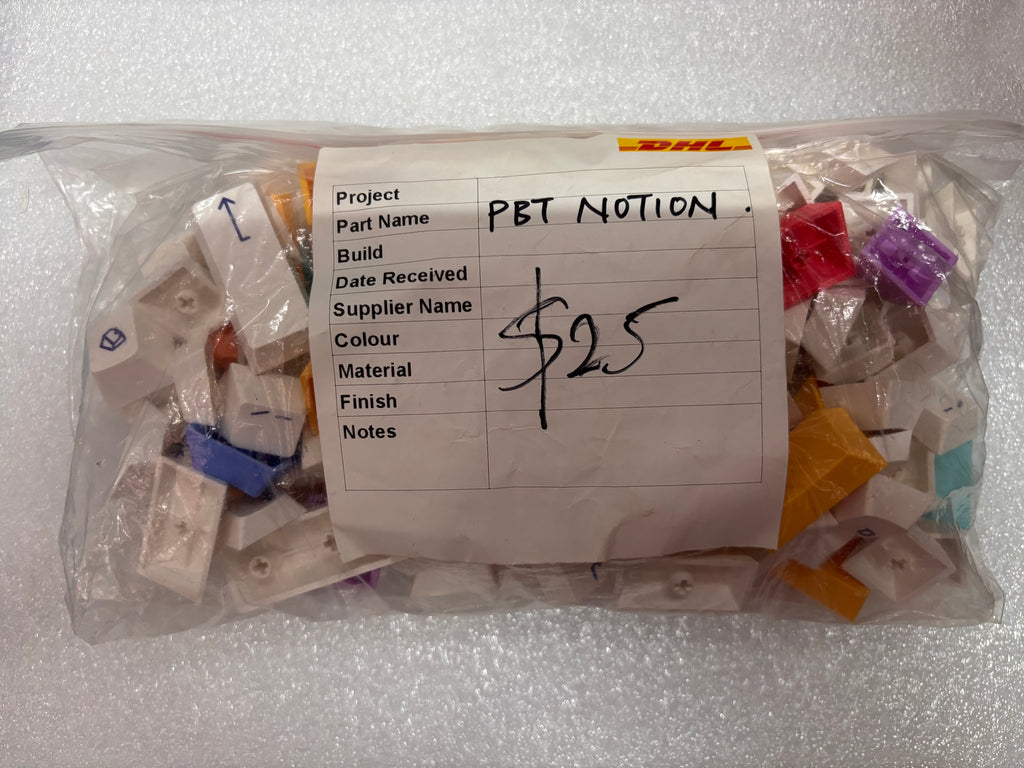 DHL
Project
Part Name PBT NOTION.
Build
Date Received
Supplier Name
Colour $25
Material
Finish
Notes